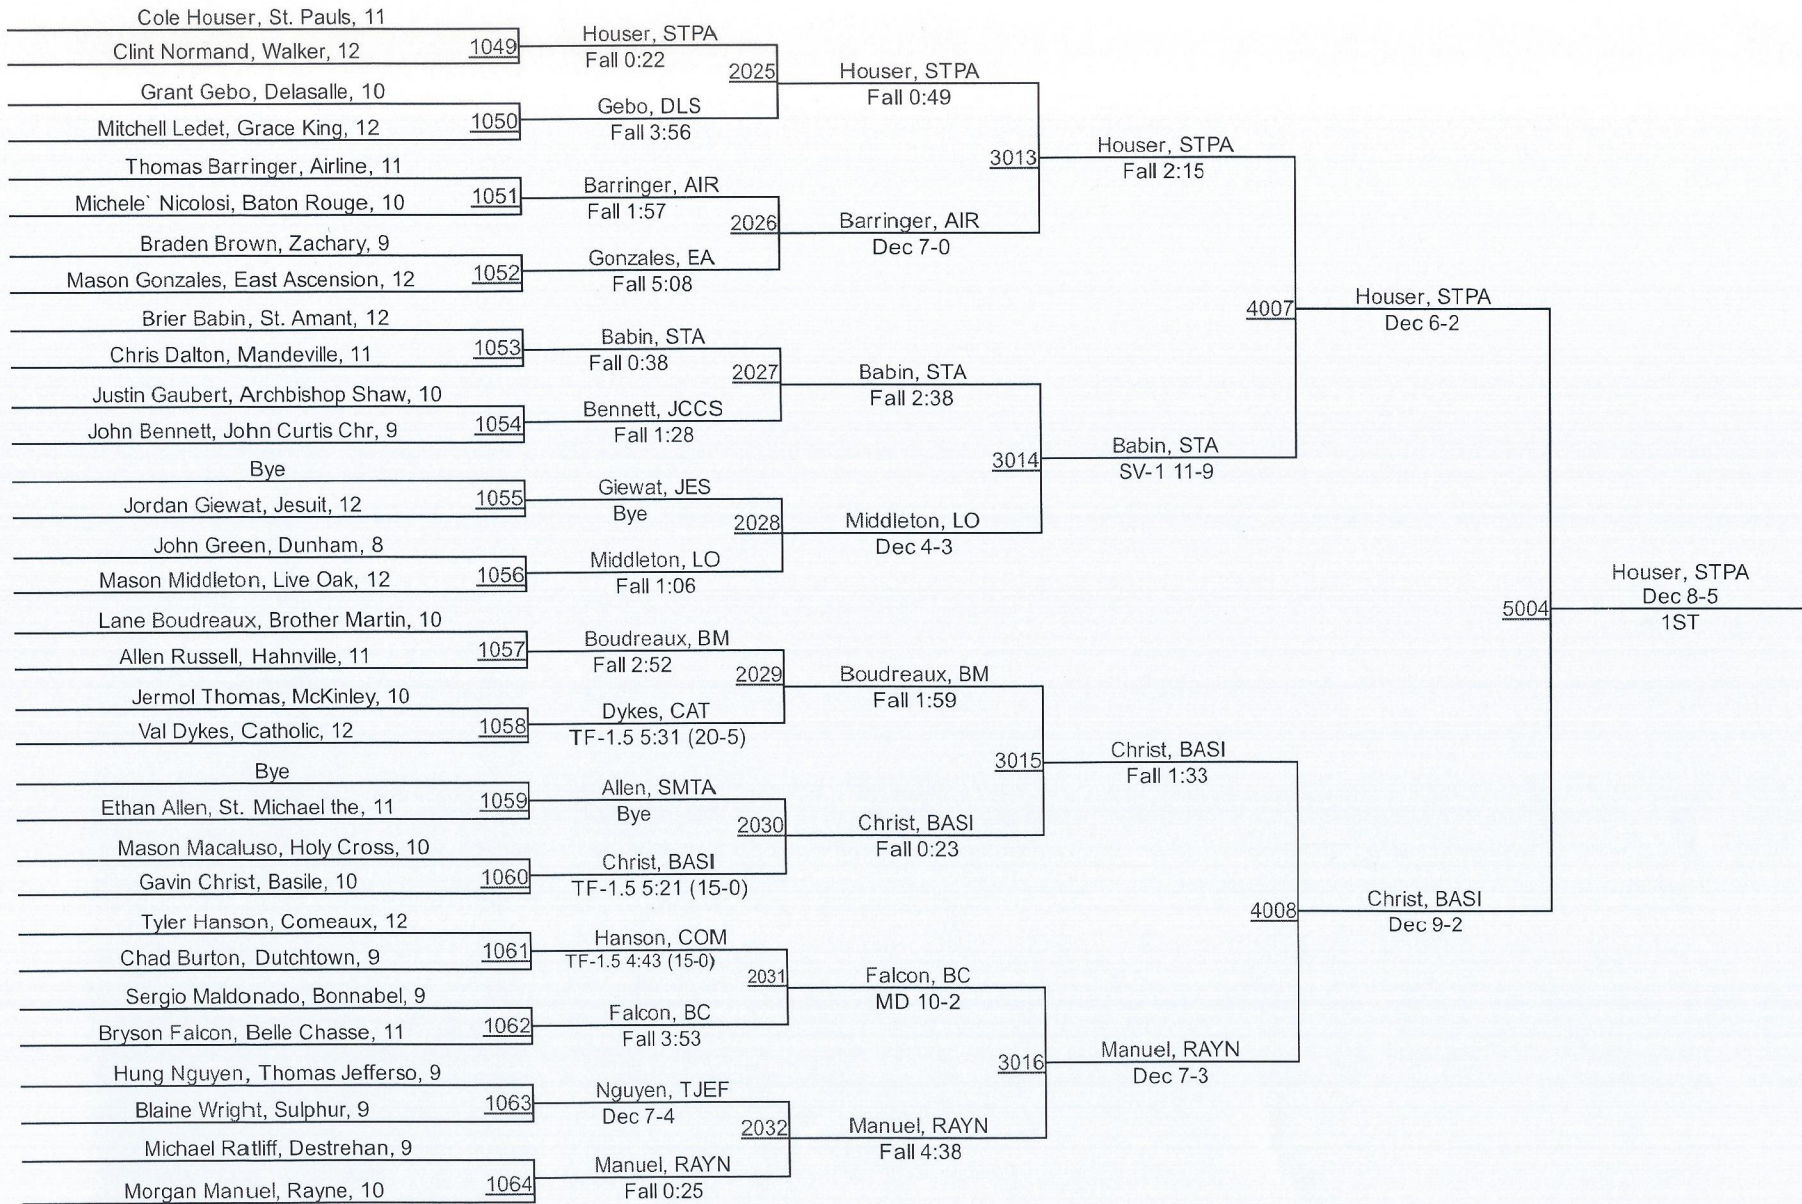 Cole Houser, St. Pauls, 11
Clint Normand, Walker, 12
1049
Grant Gebo, Delasalle, 10
Mitchell Ledet, Grace King, 12
1050
Thomas Barringer, Airline, 11
Michele` Nicolosi, Baton Rouge, 10
1051
Braden Brown, Zachary, 9
Mason Gonzales, East Ascension, 12
1052
Brier Babin, St. Amant, 12
Chris Dalton, Mandeville, 11
1053
Justin Gaubert, Archbishop Shaw, 10
John Bennett, John Curtis Chr, 9
1054
Bye
Jordan Giewat, Jesuit, 12
1055
John Green, Dunham, 8
Mason Middleton, Live Oak, 12
1056
Lane Boudreaux, Brother Martin, 10
Allen Russell, Hahnville, 11
1057
Jermol Thomas, McKinley, 10
Val Dykes, Catholic, 12
1058
Bye
Ethan Allen, St. Michael the, 11
1059
Mason Macaluso, Holy Cross, 10
Gavin Christ, Basile, 10
1060
Tyler Hanson, Comeaux, 12
Chad Burton, Dutchtown, 9
1061
Sergio Maldonado, Bonnabel, 9
Bryson Falcon, Belle Chasse, 11
1062
Hung Nguyen, Thomas Jefferso, 9
Blaine Wright, Sulphur, 9
1063
Michael Ratliff, Destrehan, 9
Morgan Manuel, Rayne, 10
1064
Houser, STPA
Fall 0:22
2025
Gebo, DLS
Fall 3:56
Barringer, AIR
Fall 1:57
2026
Gonzales, EA
Fall 5:08
Babin, STA
Fall 0:38
2027
Bennett, JCCS
Fall 1:28
Giewat, JES
Bye
2028
Middleton, LO
Fall 1:06
Boudreaux, BM
Fall 2:52
2029
Dykes, CAT
TF-1.5 5:31 (20-5)
Allen, SMTA
Bye
2030
Christ, BASI
TF-1.5 5:21 (15-0)
Hanson, COM
TF-1.5 4:43 (15-0)
2031
Falcon, BC
Fall 3:53
Nguyen, TJEF
Dec 7-4
2032
Manuel, RAYN
Fall 0:25
Houser, STPA
Fall 0:49
3013
Barringer, AIR
Dec 7-0
Babin, STA
Fall 2:38
3014
Middleton, LO
Dec 4-3
Boudreaux, BM
Fall 1:59
3015
Christ, BASI
Fall 0:23
Falcon, BC
MD 10-2
3016
Manuel, RAYN
Fall 4:38
Houser, STPA
Fall 2:15
4007
Babin, STA
SV-1 11-9
Christ, BASI
Fall 1:33
4008
Manuel, RAYN
Dec 7-3
Houser, STPA
Dec 6-2
5004
Christ, BASI
Dec 9-2
Houser, STPA
Dec 8-5
1ST